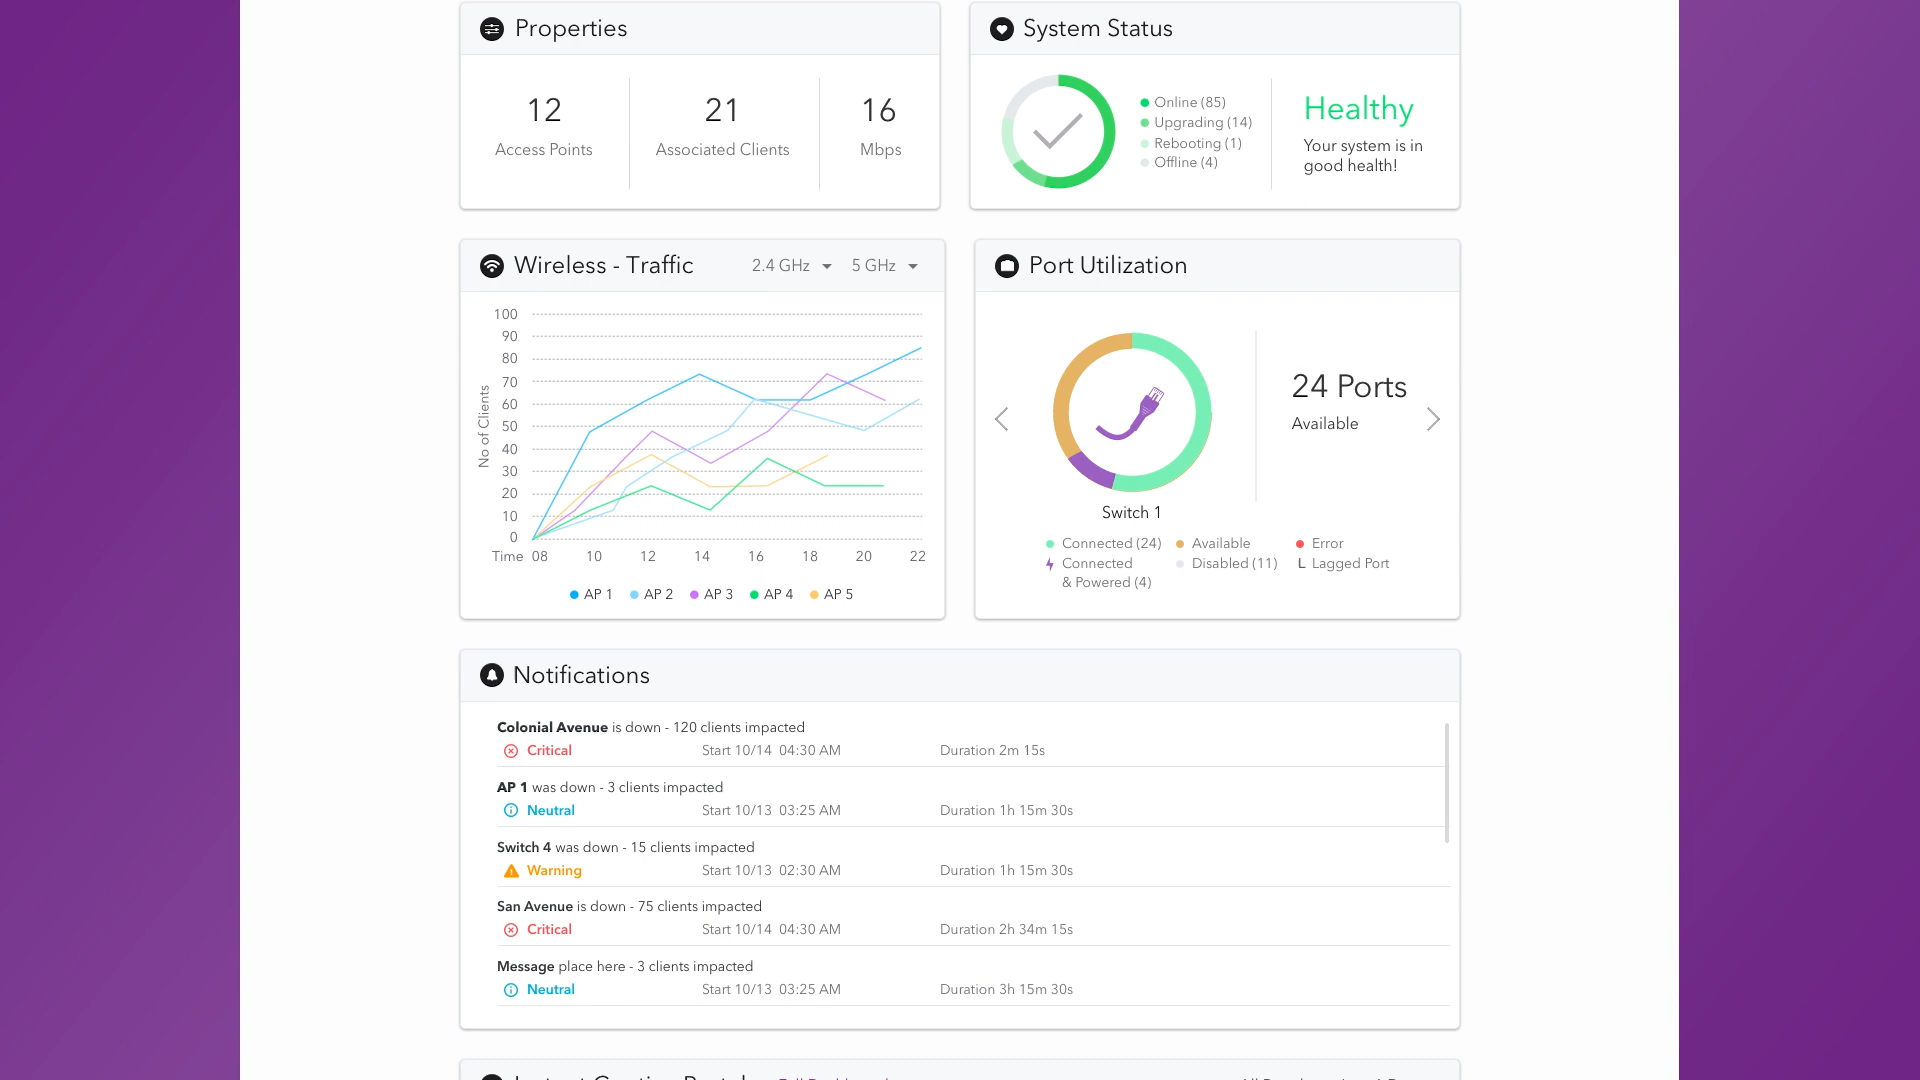 Properties
12
Access Points
21
Associated Clients
16
Mbps
System Status
Online (85)
Upgrading (14)
Rebooting (1)
Offline (4)
Healthy
Your system is in
good health!
Wireless - Traffic
2.4 GHz
5 GHz
No of Clients
100
90
80
70
60
50
40
30
20
10
0
Time 08 10 12 14 16 18 20 22
AP 1 AP 2 AP 3 AP 4 AP 5
Port Utilization
24 Ports
Available
Switch 1
Connected (24) Available Error
Connected Disabled (11) L Lagged Port
& Powered (4)
Notifications
Colonial Avenue is down - 120 clients impacted
Critical Start 10/14 04:30 AM Duration 2m 15s
AP 1 was down - 3 clients impacted
Neutral Start 10/13 03:25 AM Duration 1h 15m 30s
Switch 4 was down - 15 clients impacted
Warning Start 10/13 02:30 AM Duration 1h 15m 30s
San Avenue is down - 75 clients impacted
Critical Start 10/14 04:30 AM Duration 2h 34m 15s
Message place here - 3 clients impacted
Neutral Start 10/13 03:25 AM Duration 3h 15m 30s